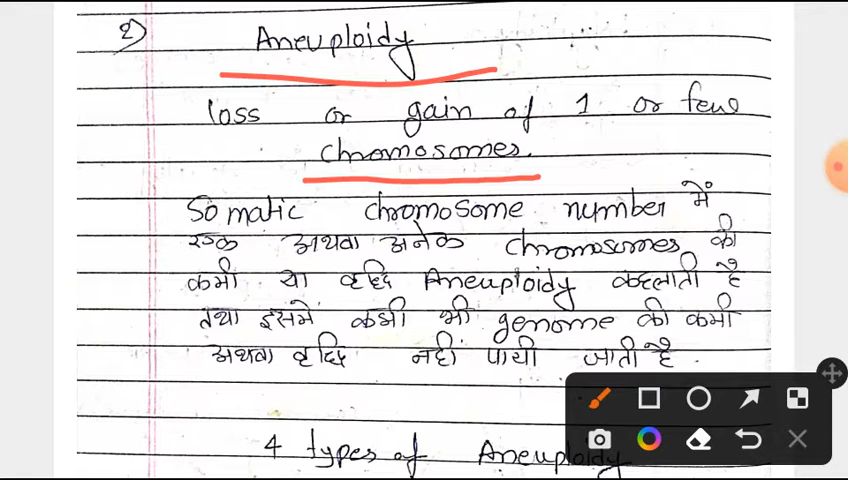 2) Aneuploidy
loss or gain of 1 or few
chromosomes.
Somatic chromosome number में
एक अथवा अनेक chromosomes की
कमी या वृद्धि Aneuploidy कहलाती है
तथा इसमें कभी भी genome की कमी
अथवा वृद्धि नहीं पायी जाती है.
4 types of Aneuploidy